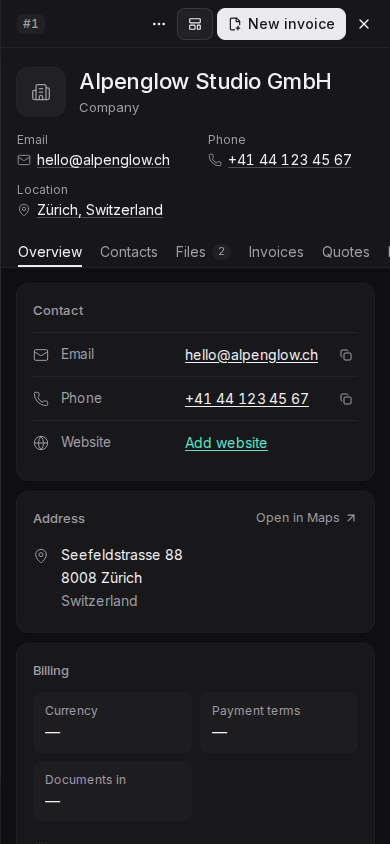 #1
New invoice
Alpenglow Studio GmbH
Company
Email
Phone
hello@alpenglow.ch
+41 44 123 45 67
Location
Zürich, Switzerland
Overview Contacts Files 2 Invoices Quotes
Contact
Email hello@alpenglow.ch
Phone +41 44 123 45 67
Website Add website
Address Open in Maps
Seefeldstrasse 88
8008 Zürich
Switzerland
Billing
Currency Payment terms
— —
Documents in
—